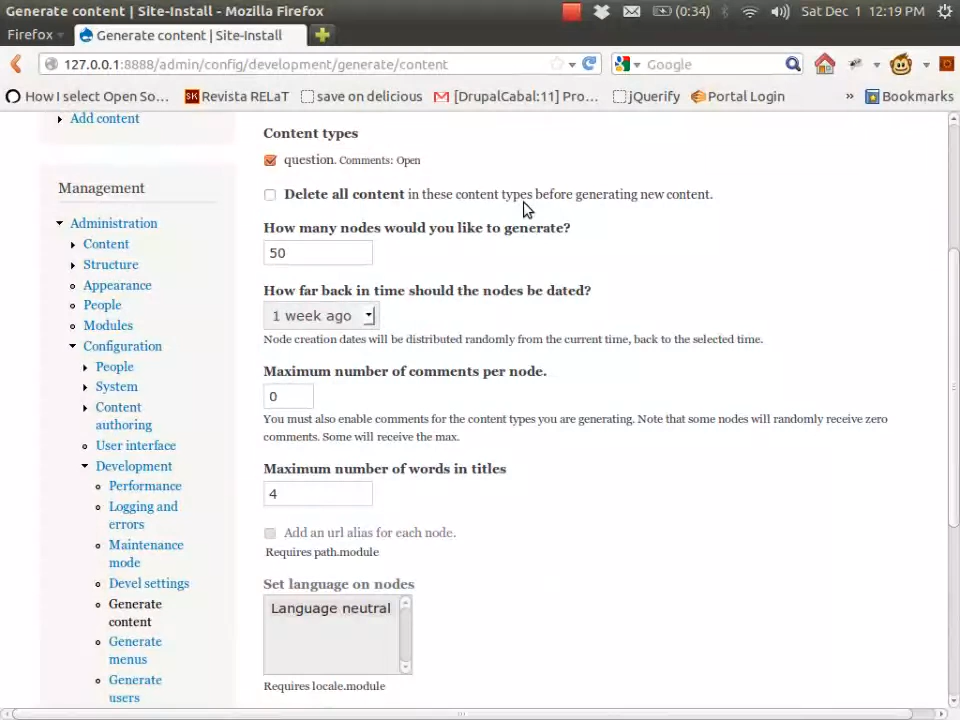 Generate content | Site-Install - Mozilla Firefox
(0:34)
Sat Dec 1 12:19 PM
Firefox
Generate content | Site-Install
127.0.0.1:8888/admin/config/development/generate/content
Google
How I select Open So...
SK Revista RELaT
save on delicious
[DrupalCabal:11] Pro...
jQuerify
Portal Login
»
Bookmarks
Add content
Management
Administration
Content
Structure
Appearance
People
Modules
Configuration
People
System
Content
authoring
User interface
Development
Performance
Logging and
errors
Maintenance
mode
Devel settings
Generate
content
Generate
menus
Generate
users
Content types
question. Comments: Open
Delete all content in these content types before generating new content.
How many nodes would you like to generate?
50
How far back in time should the nodes be dated?
1 week ago
Node creation dates will be distributed randomly from the current time, back to the selected time.
Maximum number of comments per node.
0
You must also enable comments for the content types you are generating. Note that some nodes will randomly receive zero
comments. Some will receive the max.
Maximum number of words in titles
4
Add an url alias for each node.
Requires path.module
Set language on nodes
Language neutral
Requires locale.module